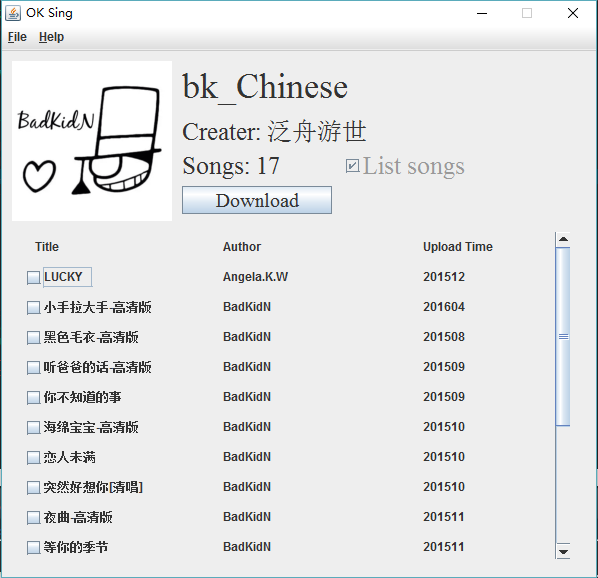 OK Sing
File Help
BadKidN
bk_Chinese
Creater: 泛舟游世
Songs: 17 List songs
Download
Title Author Upload Time
LUCKY Angela.K.W 201512
小手拉大手-高清版 BadKidN 201604
黑色毛衣-高清版 BadKidN 201508
听爸爸的话-高清版 BadKidN 201509
你不知道的事 BadKidN 201509
海绵宝宝-高清版 BadKidN 201510
恋人未满 BadKidN 201510
突然好想你[清唱] BadKidN 201510
夜曲-高清版 BadKidN 201511
等你的季节 BadKidN 201511